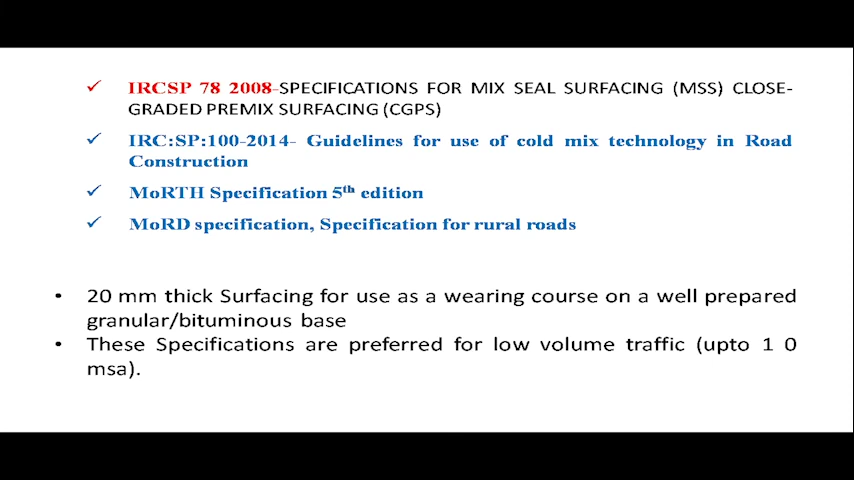 ✓ IRCSP 78 2008-SPECIFICATIONS FOR MIX SEAL SURFACING (MSS) CLOSE-
GRADED PREMIX SURFACING (CGPS)
✓ IRC:SP:100-2014- Guidelines for use of cold mix technology in Road
Construction
✓ MoRTH Specification 5th edition
✓ MoRD specification, Specification for rural roads
• 20 mm thick Surfacing for use as a wearing course on a well prepared
granular/bituminous base
• These Specifications are preferred for low volume traffic (upto 1 0
msa).